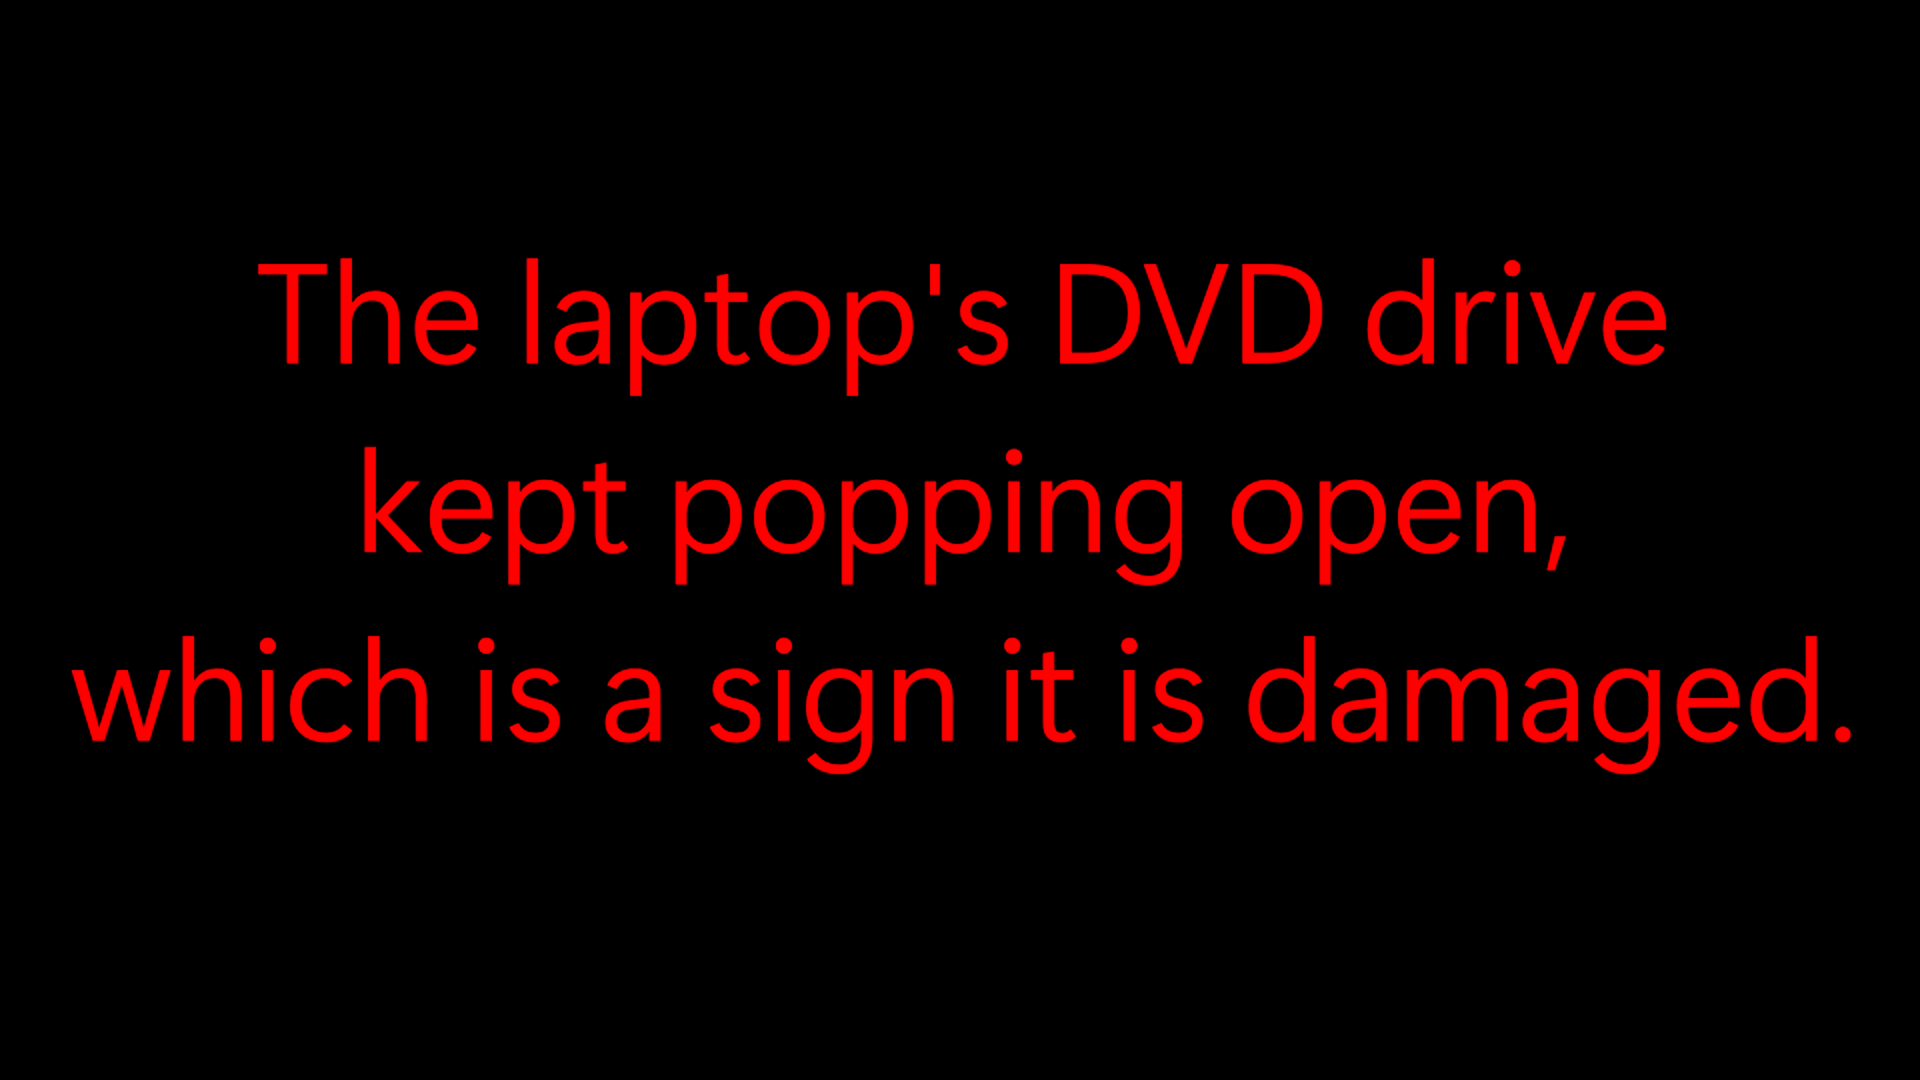 The laptop's DVD drive
kept popping open,
which is a sign it is damaged.